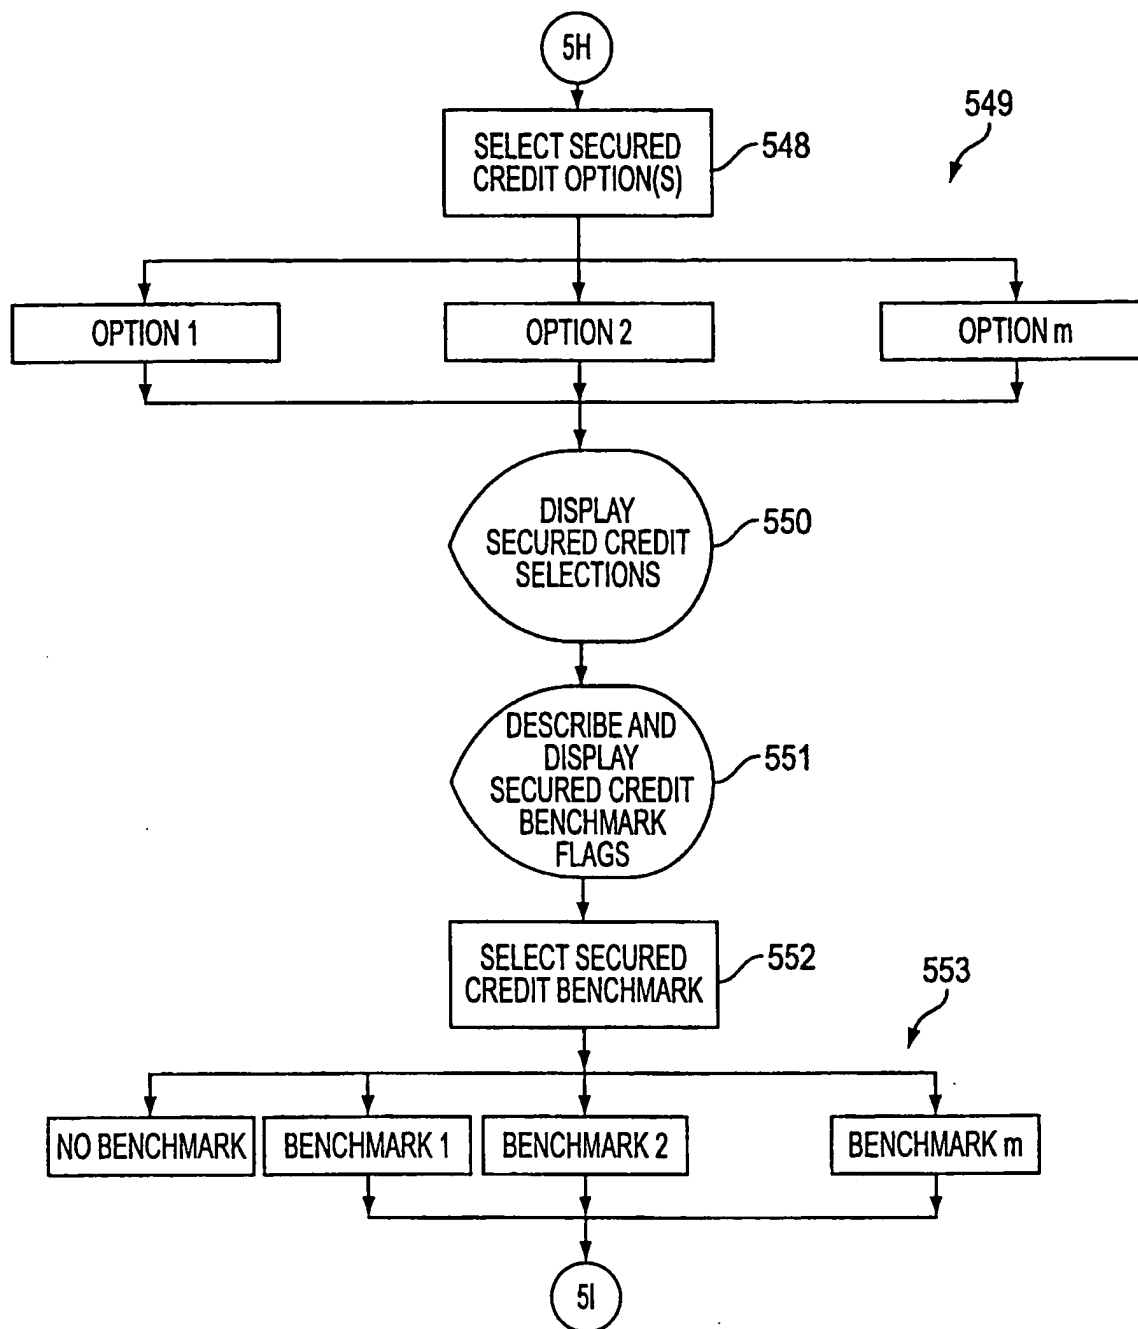 5H
549
SELECT SECURED
CREDIT OPTION(S)
548
OPTION 1
OPTION 2
OPTION m
DISPLAY
SECURED CREDIT
SELECTIONS
550
DESCRIBE AND
DISPLAY
SECURED CREDIT
BENCHMARK
FLAGS
551
SELECT SECURED
CREDIT BENCHMARK
552
553
NO BENCHMARK
BENCHMARK 1
BENCHMARK 2
BENCHMARK m
5I